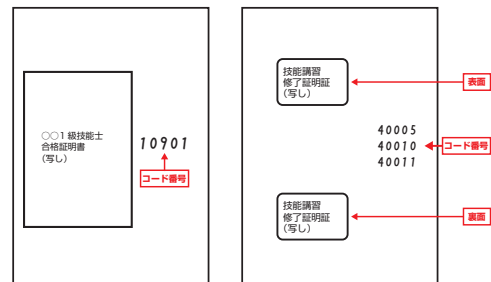 ○○1級技能士
合格証明書
(写し)
10901
コード番号
技能講習
修了証明証
(写し)
表面
40005
40010
40011
コード番号
技能講習
修了証明証
(写し)
裏面